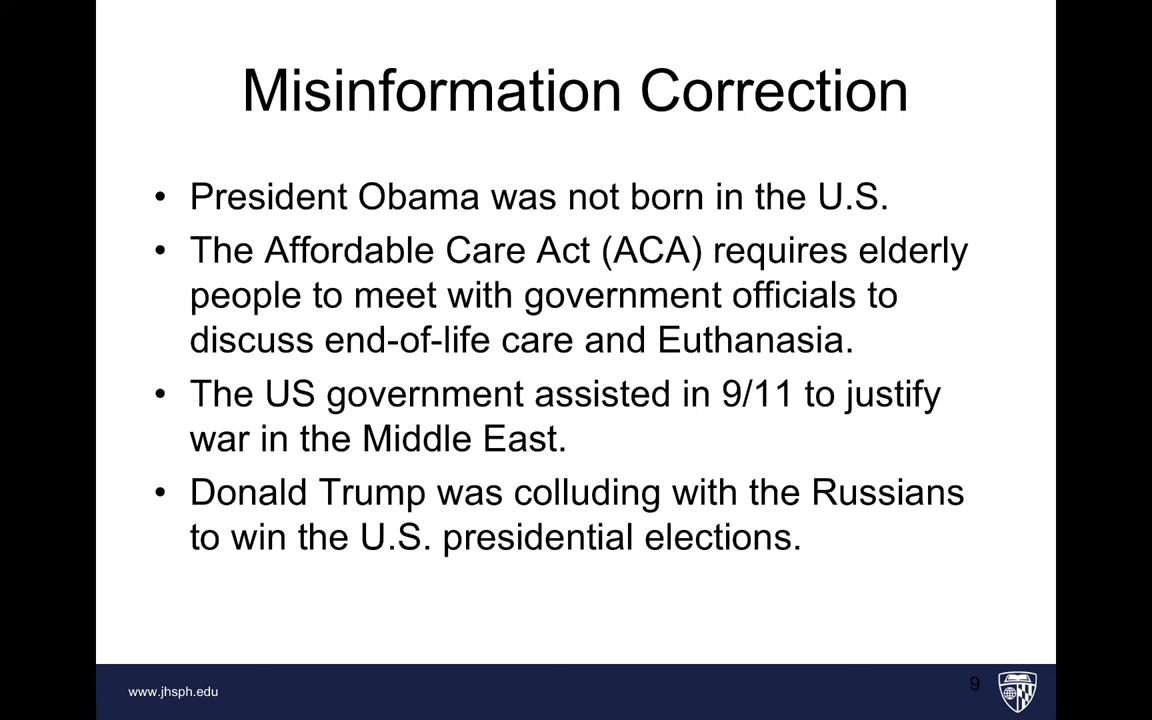 Misinformation Correction
• President Obama was not born in the U.S.
• The Affordable Care Act (ACA) requires elderly
people to meet with government officials to
discuss end-of-life care and Euthanasia.
• The US government assisted in 9/11 to justify
war in the Middle East.
• Donald Trump was colluding with the Russians
to win the U.S. presidential elections.
www.jhsph.edu
9